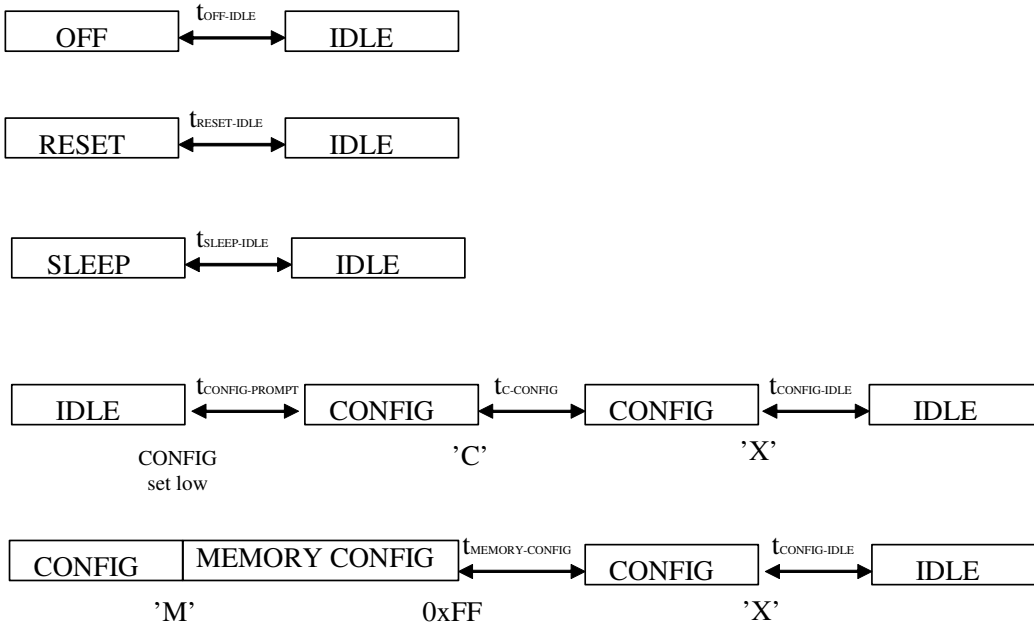 tOFF-IDLE
OFF IDLE
tRESET-IDLE
RESET IDLE
tSLEEP-IDLE
SLEEP IDLE
tCONFIG-PROMPT tC-CONFIG tCONFIG-IDLE
IDLE CONFIG CONFIG IDLE
CONFIG
set low
’C’ ’X’
tMEMORY-CONFIG tCONFIG-IDLE
CONFIG MEMORY CONFIG CONFIG IDLE
’M’ 0xFF ’X’